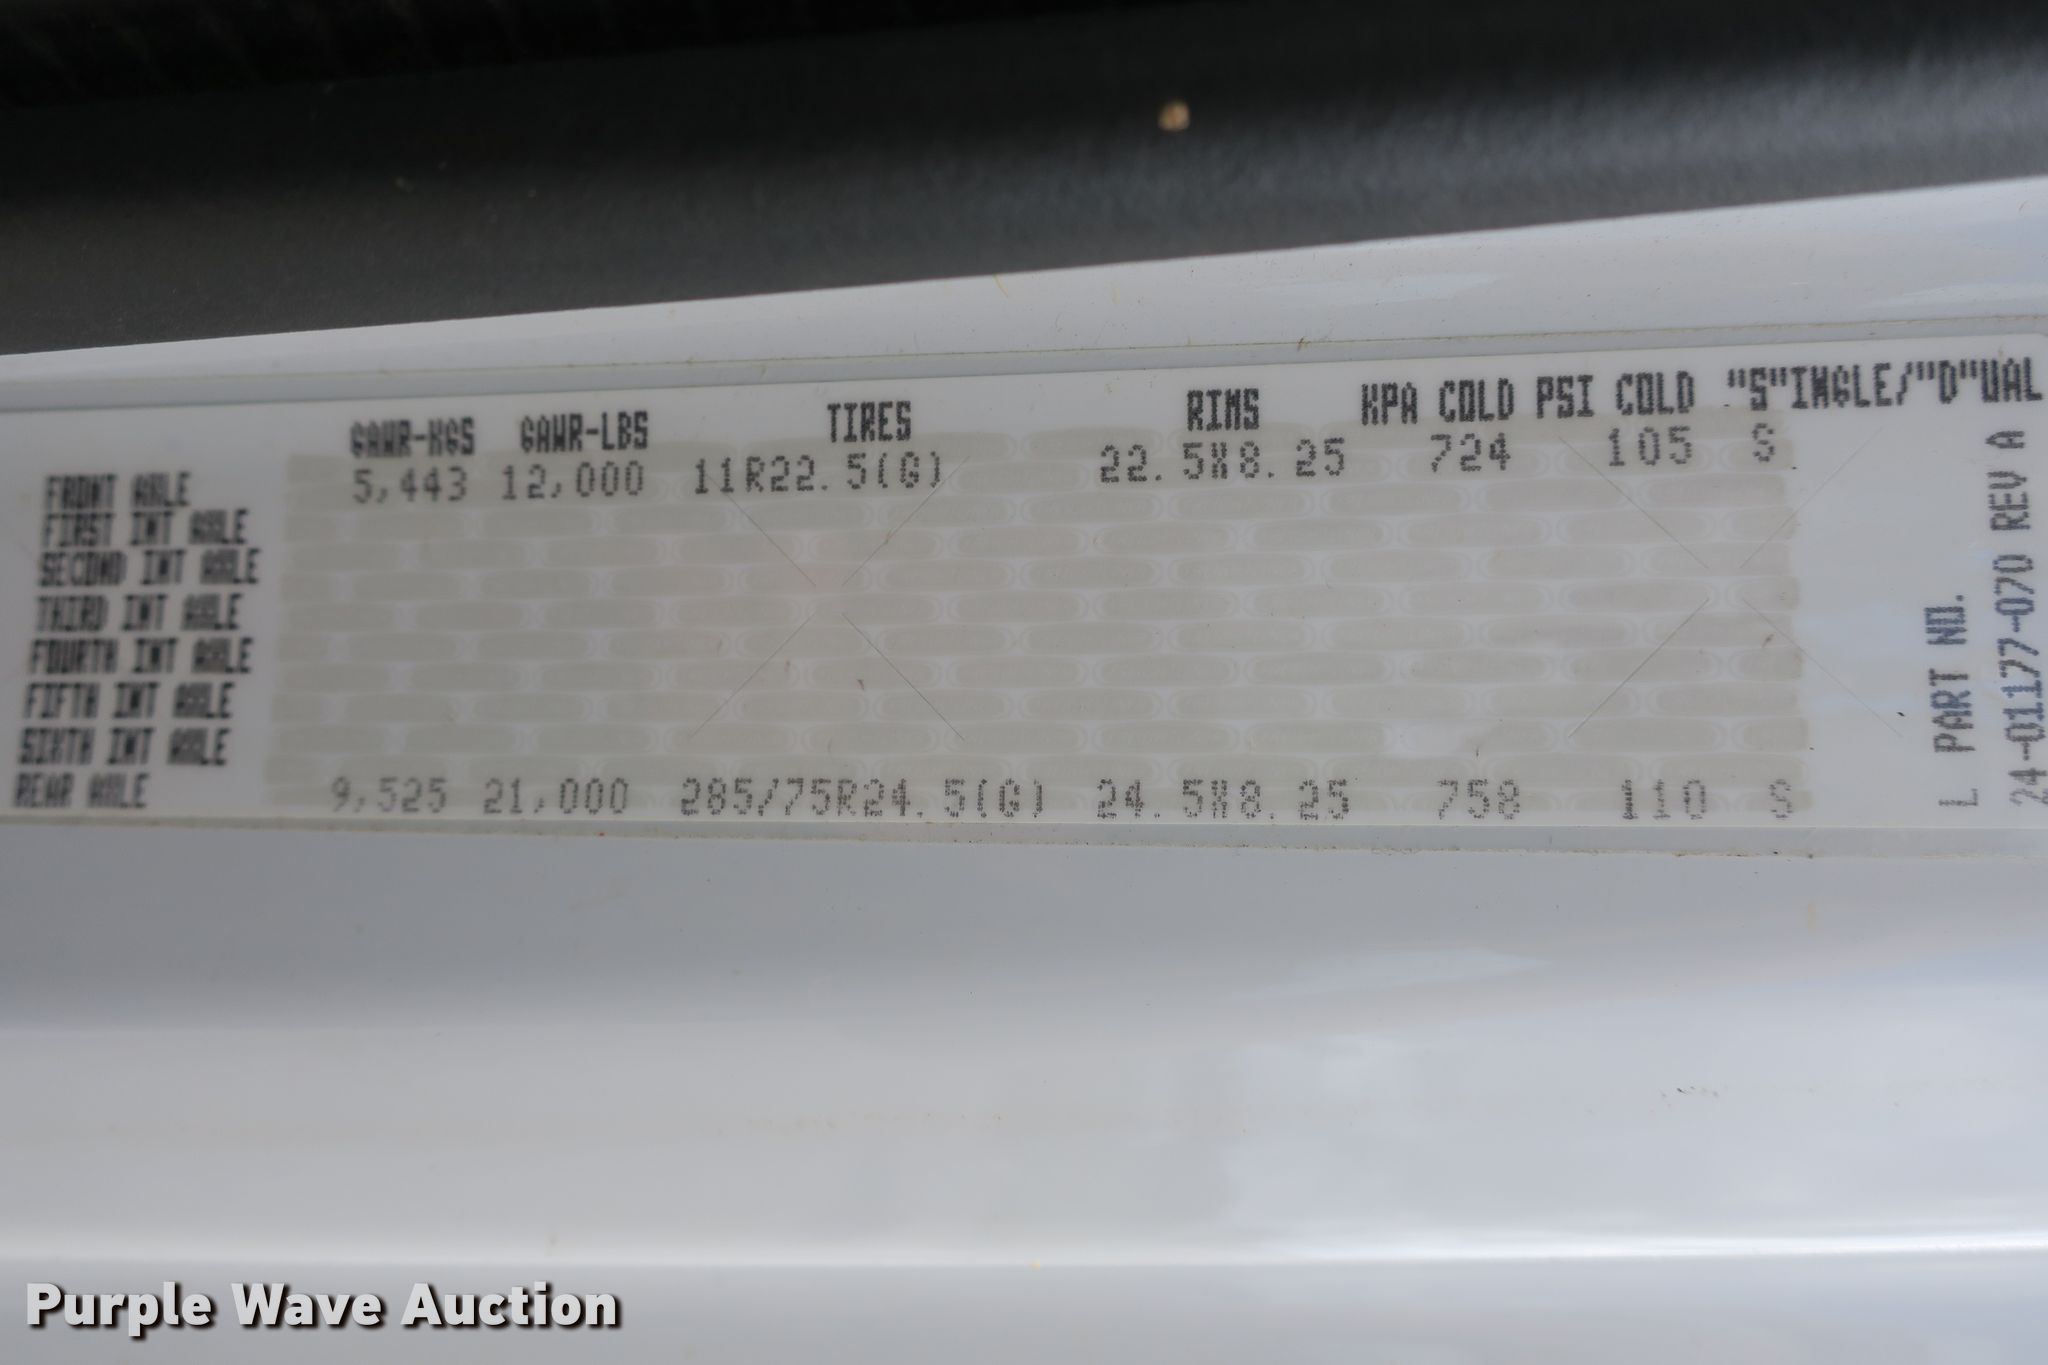 GAWR-KGS GAWR-LBS TIRES RIMS KPA COLD PSI COLD "S"INGLE/"D"UAL
FRONT AXLE 5,443 12,000 11R22.5(G) 22.5X8.25 724 105 S
FIRST INT AXLE
SECOND INT AXLE
THIRD INT AXLE
FOURTH INT AXLE
FIFTH INT AXLE
SIXTH INT AXLE
REAR AXLE 9,525 21,000 285/75R24.5(G) 24.5X8.25 758 110 S
L PART NO.
24-01177-070 REV A
Purple Wave Auction